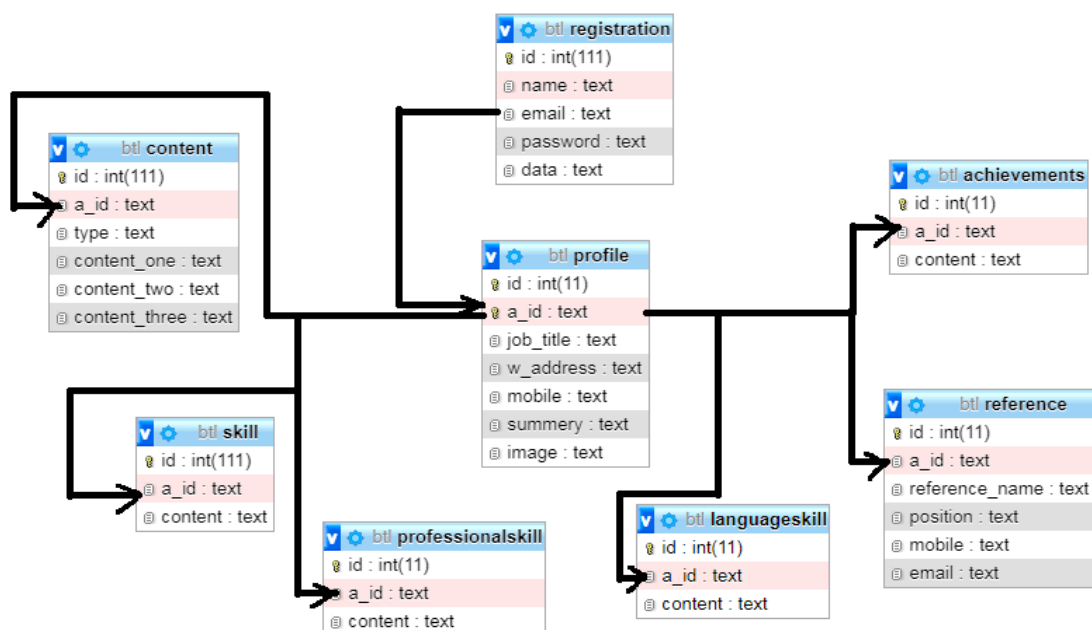 btl registration
id : int(111)
name : text
email : text
password : text
data : text
btl content
id : int(111)
a_id : text
type : text
content_one : text
content_two : text
content_three : text
btl profile
id : int(11)
a_id : text
job_title : text
w_address : text
mobile : text
summery : text
image : text
btl achievements
id : int(11)
a_id : text
content : text
btl skill
id : int(111)
a_id : text
content : text
btl reference
id : int(11)
a_id : text
reference_name : text
position : text
mobile : text
email : text
btl professionalskill
id : int(11)
a_id : text
content : text
btl languageskill
id : int(11)
a_id : text
content : text